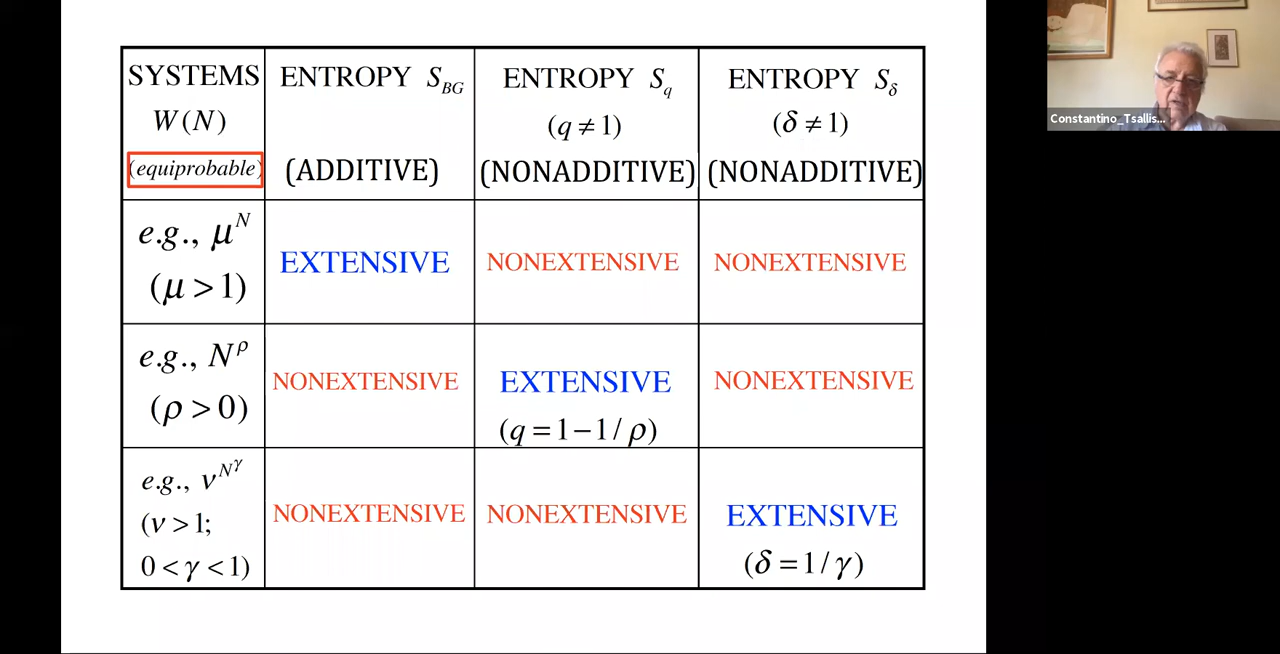 SYSTEMS
W(N)
(equiprobable)
ENTROPY S_BG
(ADDITIVE)
ENTROPY S_q
(q ≠ 1)
(NONADDITIVE)
ENTROPY S_δ
(δ ≠ 1)
(NONADDITIVE)
e.g., μ^N
(μ > 1)
EXTENSIVE
NONEXTENSIVE
NONEXTENSIVE
e.g., N^ρ
(ρ > 0)
NONEXTENSIVE
EXTENSIVE
(q = 1 − 1 / ρ)
NONEXTENSIVE
e.g., ν^{N^γ}
(ν > 1;
0 < γ < 1)
NONEXTENSIVE
NONEXTENSIVE
EXTENSIVE
(δ = 1 / γ)
Constantino_Tsallis...